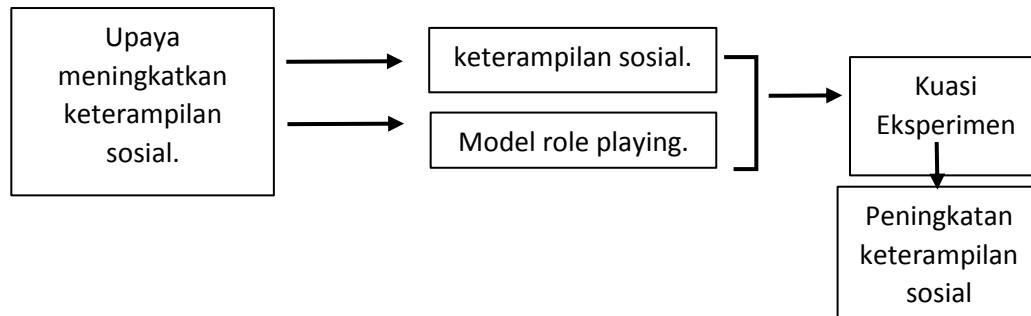 Upaya
meningkatkan
keterampilan
sosial.
keterampilan sosial.
Model role playing.
Kuasi
Eksperimen
Peningkatan
keterampilan
sosial